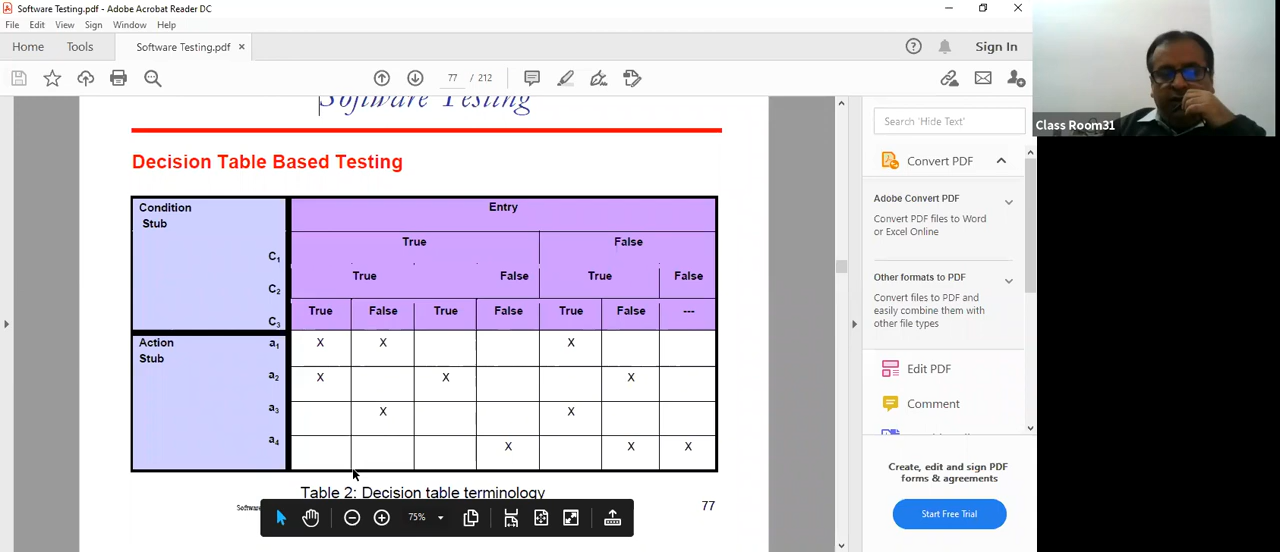 Software Testing.pdf - Adobe Acrobat Reader DC
File Edit View Sign Window Help
Home Tools Software Testing.pdf × Sign In
77 / 212
Software Testing
Decision Table Based Testing
Condition Stub Entry
C1 True False
C2 True False True False
C3 True False True False True False ---
Action Stub a1 X X X
a2 X X X
a3 X X
a4 X X X
Table 2: Decision table terminology
Software
77
75%
Search 'Hide Text'
Convert PDF
Adobe Convert PDF
Convert PDF files to Word
or Excel Online
Other formats to PDF
Convert files to PDF and
easily combine them with
other file types
Edit PDF
Comment
Create, edit and sign PDF
forms & agreements
Start Free Trial
Class Room31